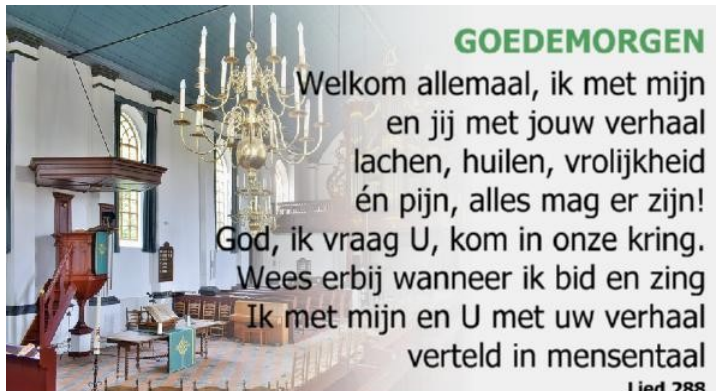 GOEDEMORGEN
Welkom allemaal, ik met mijn
en jij met jouw verhaal
lachen, huilen, vrolijkheid
én pijn, alles mag er zijn!
God, ik vraag U, kom in onze kring.
Wees erbij wanneer ik bid en zing
Ik met mijn en U met uw verhaal
verteld in mensentaal
Lied 288